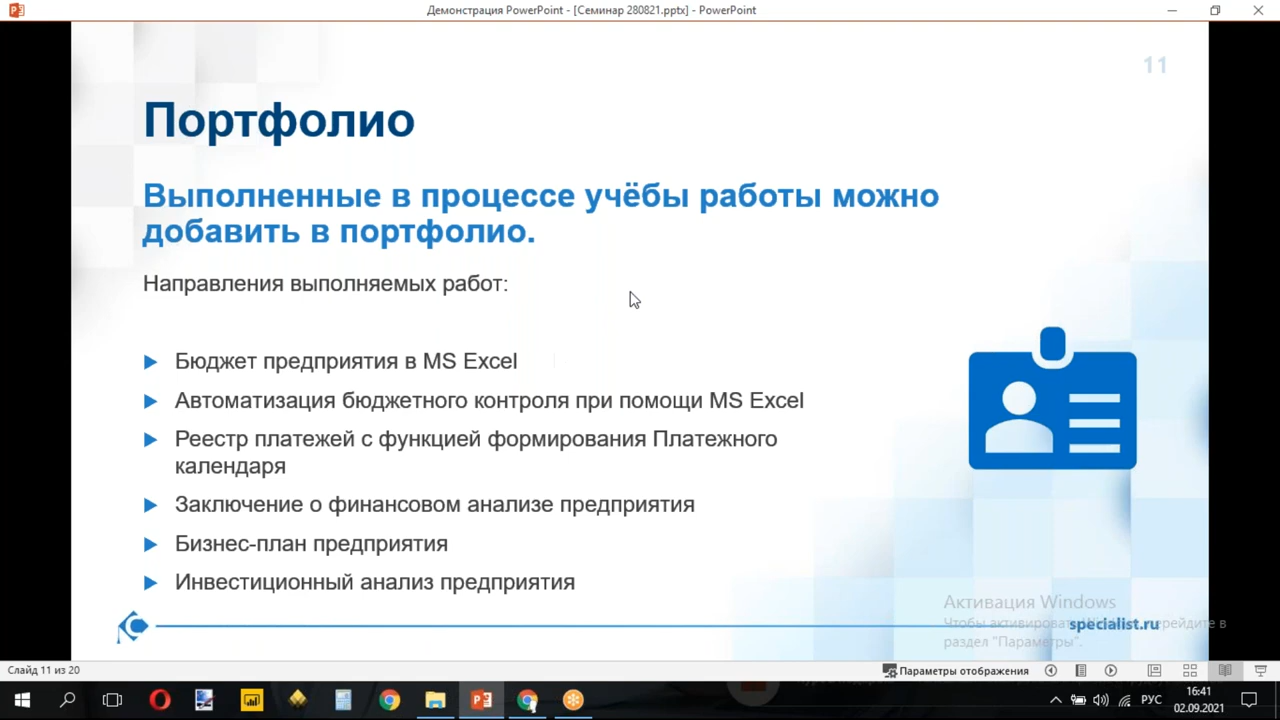 Демонстрация PowerPoint - [Семинар 280821.pptx] - PowerPoint
11
Портфолио
Выполненные в процессе учёбы работы можно
добавить в портфолио.
Направления выполняемых работ:
Бюджет предприятия в MS Excel
Автоматизация бюджетного контроля при помощи MS Excel
Реестр платежей с функцией формирования Платежного
календаря
Заключение о финансовом анализе предприятия
Бизнес-план предприятия
Инвестиционный анализ предприятия
Активация Windows
Чтобы активировать
перейдите в
раздел "Параметры".
specialist.ru
Слайд 11 из 20
Параметры отображения
РУС
16:41
02.09.2021